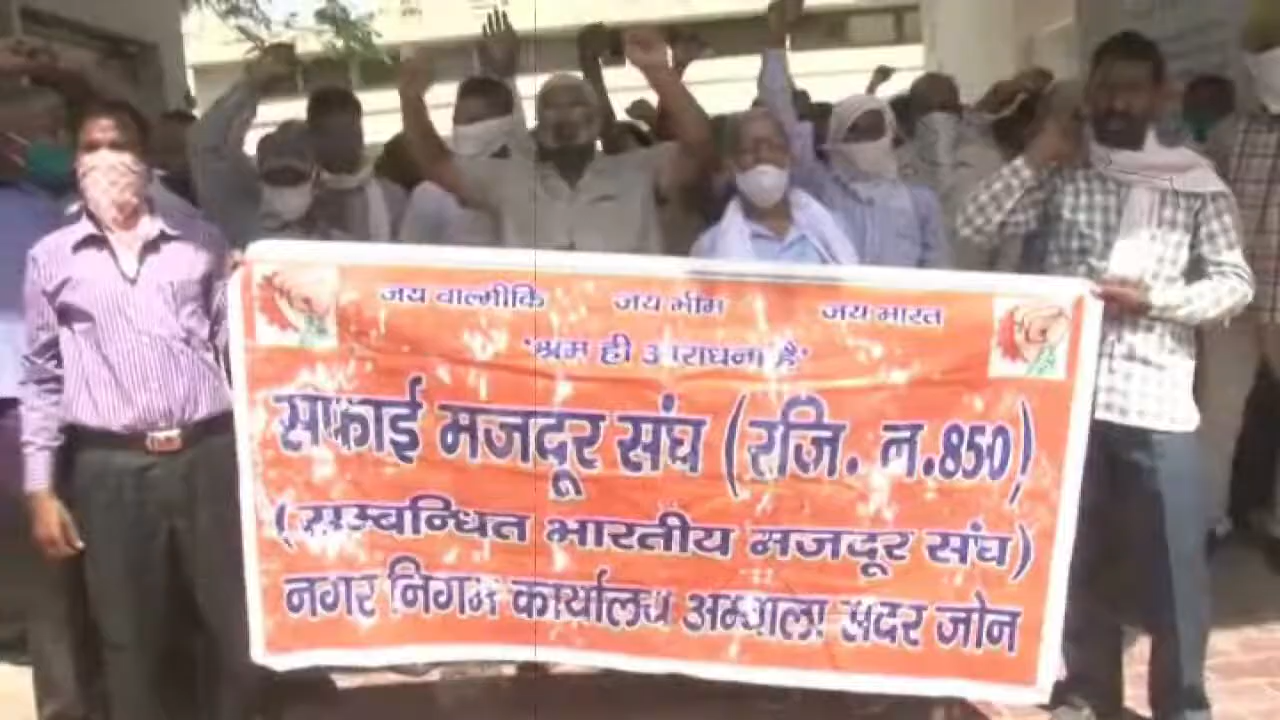 जय वाल्मीकि जय भीम जय भारत
'श्रम ही आराधना है'
सफाई मजदूर संघ (रजि. न.850)
(सम्बन्धित भारतीय मजदूर संघ)
नगर निगम कार्यालय अम्बाला सदर जोन